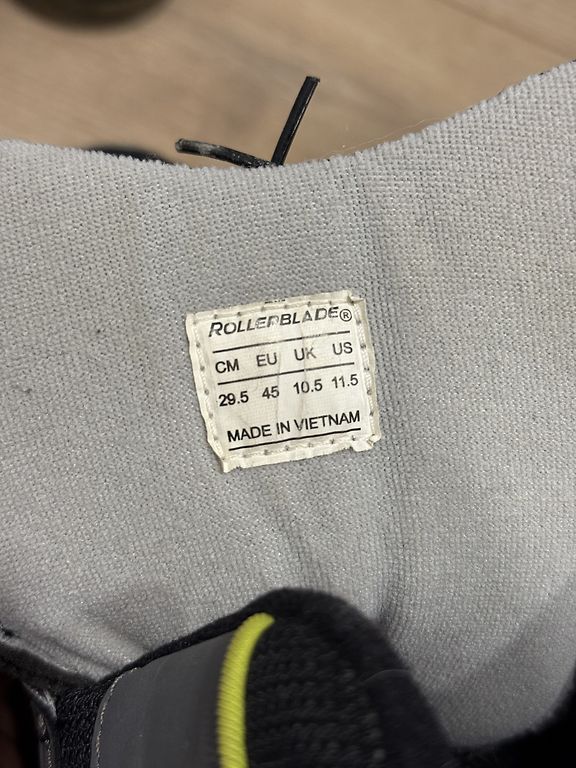 ROLLERBLADE®
CM EU UK US
29.5 45 10.5 11.5
MADE IN VIETNAM